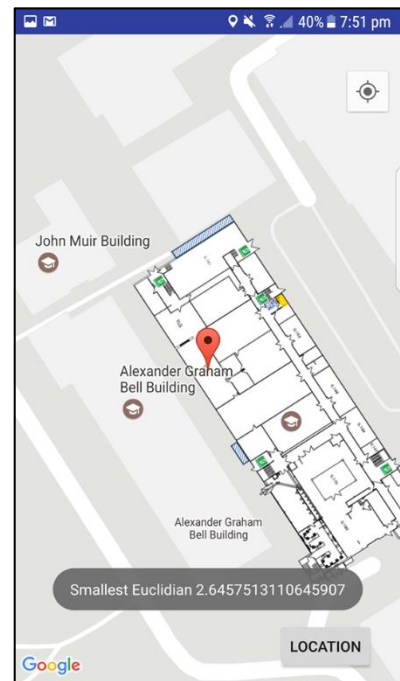 40% 7:51 pm
John Muir Building
Alexander Graham
Bell Building
Alexander Graham
Bell Building
Smallest Euclidian 2.6457513110645907
LOCATION
Google